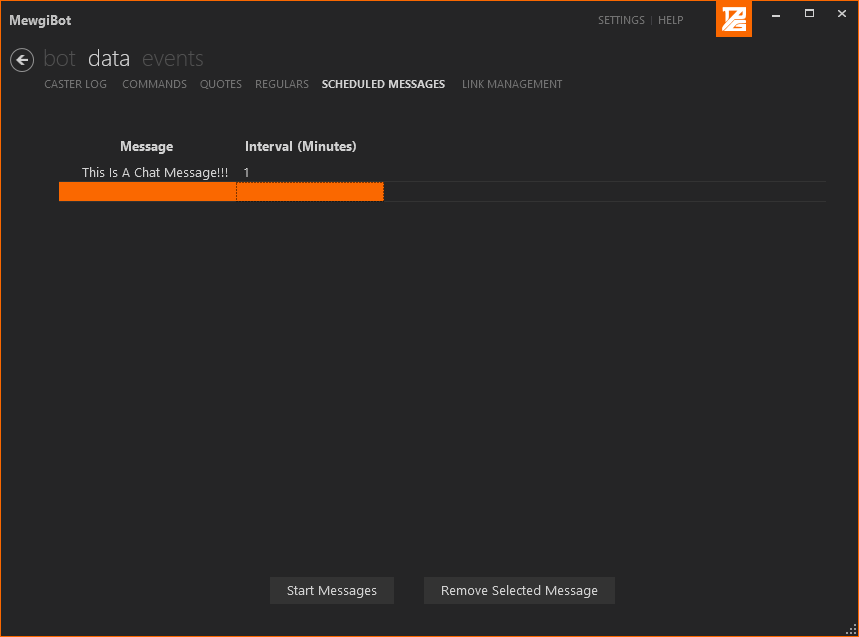 MewgiBot
SETTINGS | HELP
bot data events
CASTER LOG COMMANDS QUOTES REGULARS SCHEDULED MESSAGES LINK MANAGEMENT
Message Interval (Minutes)
This Is A Chat Message!!! 1
Start Messages Remove Selected Message